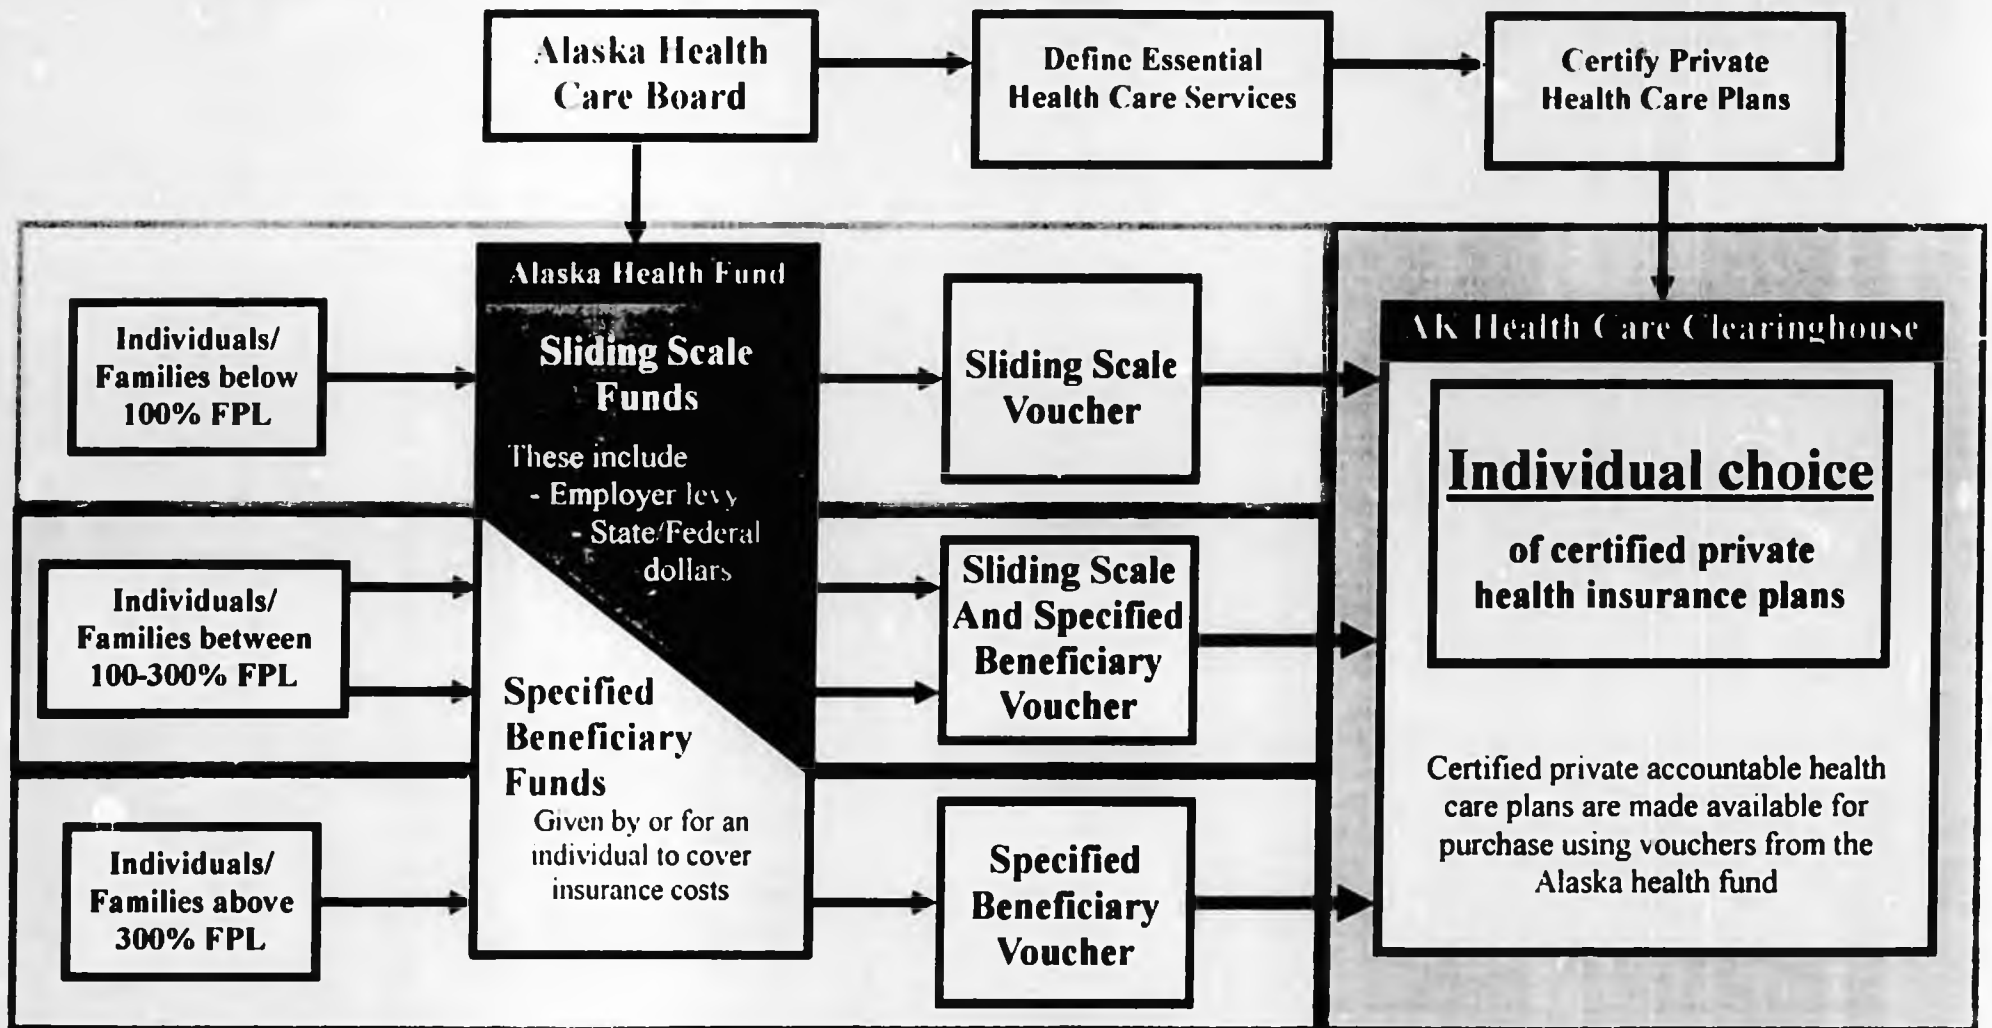 Alaska Health
Care Board
Define Essential
Health Care Services
Certify Private
Health Care Plans
Individuals/
Families below
100% FPL
Alaska Health Fund
Sliding Scale
Funds
These include
- Employer levy
- State/Federal
dollars
Sliding Scale
Voucher
AK Health Care Clearinghouse
Individual choice
of certified private
health insurance plans
Individuals/
Families between
100-300% FPL
Sliding Scale
And Specified
Beneficiary
Voucher
Specified
Beneficiary
Funds
Given by or for an
individual to cover
insurance costs
Certified private accountable health
care plans are made available for
purchase using vouchers from the
Alaska health fund
Individuals/
Families above
300% FPL
Specified
Beneficiary
Voucher